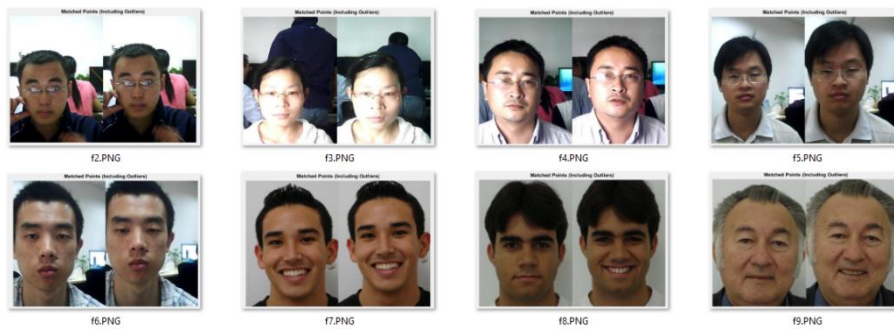 Matched Points (Including Outliers)
Matched Points (Including Outliers)
Matched Points (Including Outliers)
Matched Points (Including Outliers)
f2.PNG
f3.PNG
f4.PNG
f5.PNG
Matched Points (Including Outliers)
Matched Points (Including Outliers)
Matched Points (Including Outliers)
Matched Points (Including Outliers)
f6.PNG
f7.PNG
f8.PNG
f9.PNG